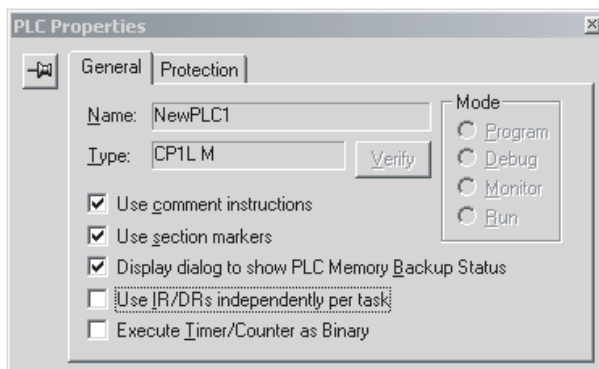 PLC Properties
General
Protection
Name: NewPLC1
Type: CP1L M
Verify
Mode
Program
Debug
Monitor
Run
Use comment instructions
Use section markers
Display dialog to show PLC Memory Backup Status
Use IR/DRs independently per task
Execute Timer/Counter as Binary